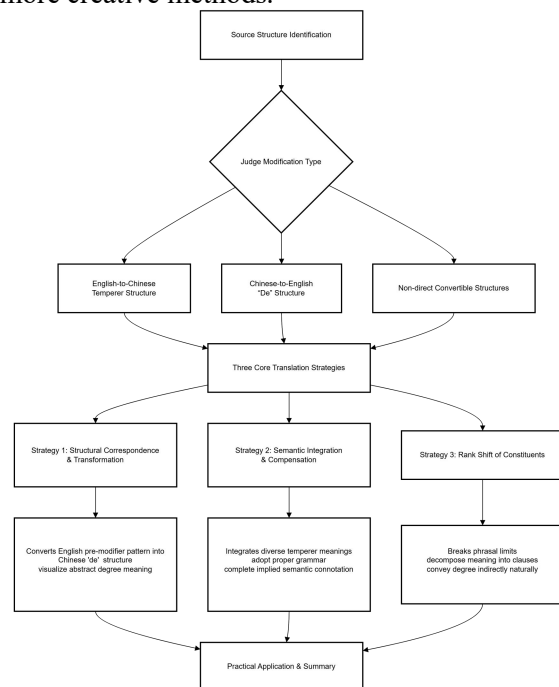 more creative methods.
Source Structure Identification
Judge Modification Type
English-to-Chinese
Temperer Structure
Chinese-to-English
"De" Structure
Non-direct Convertible Structures
Three Core Translation Strategies
Strategy 1: Structural Correspondence
& Transformation
Strategy 2: Semantic Integration
& Compensation
Strategy 3: Rank Shift of Constituents
Converts English pre-modifier pattern into
Chinese 'de' structure
visualize abstract degree meaning
Integrates diverse temperer meanings
adopt proper grammar
complete implied semantic connotation
Breaks phrasal limits
decompose meaning into clauses
convey degree indirectly naturally
Practical Application & Summary